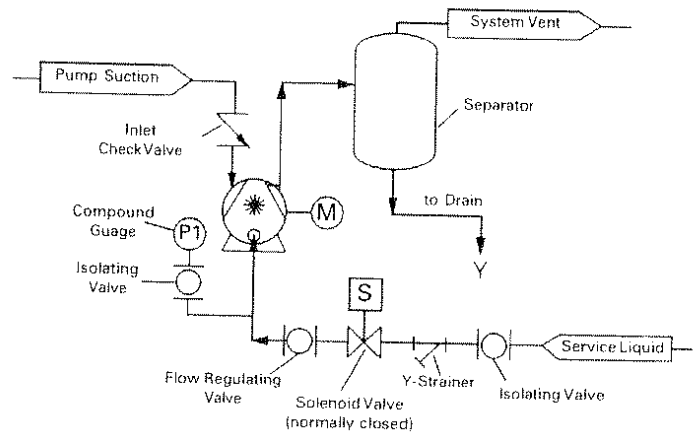 System Vent
Pump Suction
Separator
Inlet
Check Valve
to Drain
Compound
Guage
P1
M
Isolating
Valve
Y
S
Service Liquid
Flow Regulating
Valve
Solenoid Valve
(normally closed)
Y-Strainer
Isolating Valve